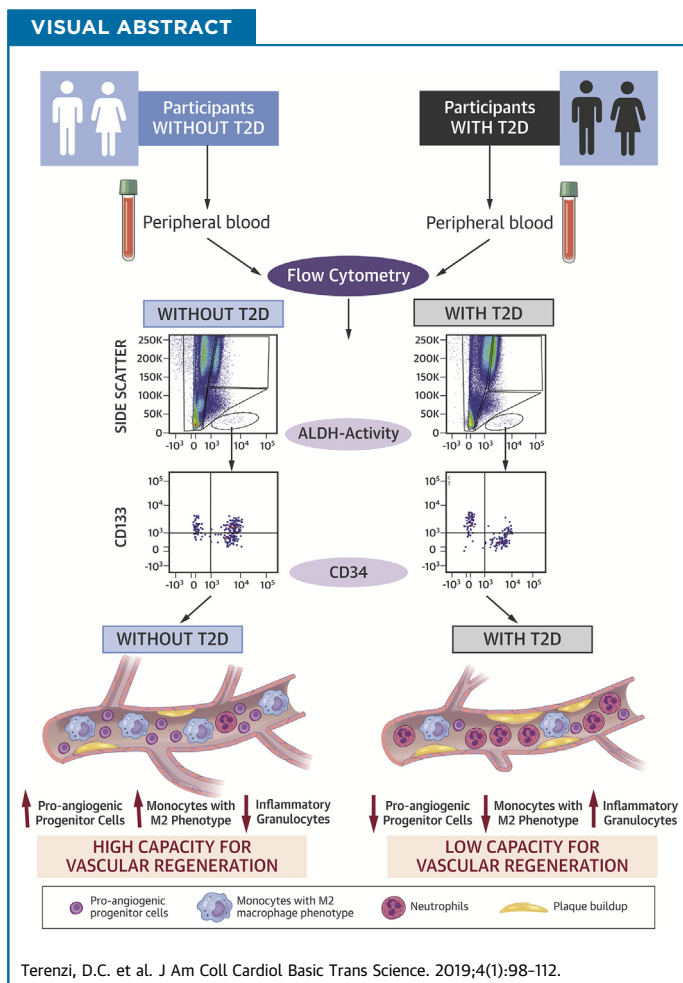 VISUAL ABSTRACT
Participants
WITHOUT T2D
Participants
WITH T2D
Peripheral blood
Peripheral blood
Flow Cytometry
WITHOUT T2D
WITH T2D
SIDE SCATTER
250K
200K
150K
100K
50K
0
-10³ 0 10³ 10⁴ 10⁵
250K
200K
150K
100K
50K
0
-10³ 0 10³ 10⁴ 10⁵
ALDH-Activity
CD133
10⁵
10⁴
10³
0
-10³
-10³ 0 10³ 10⁴ 10⁵
10⁵
10⁴
10³
0
-10³
-10³ 0 10³ 10⁴ 10⁵
CD34
WITHOUT T2D
WITH T2D
Pro-angiogenic
Progenitor Cells
Monocytes with
M2 Phenotype
Inflammatory
Granulocytes
HIGH CAPACITY FOR
VASCULAR REGENERATION
Pro-angiogenic
Progenitor Cells
Monocytes with
M2 Phenotype
Inflammatory
Granulocytes
LOW CAPACITY FOR
VASCULAR REGENERATION
Pro-angiogenic
progenitor cells
Monocytes with M2
macrophage phenotype
Neutrophils
Plaque buildup
Terenzi, D.C. et al. J Am Coll Cardiol Basic Trans Science. 2019;4(1):98-112.